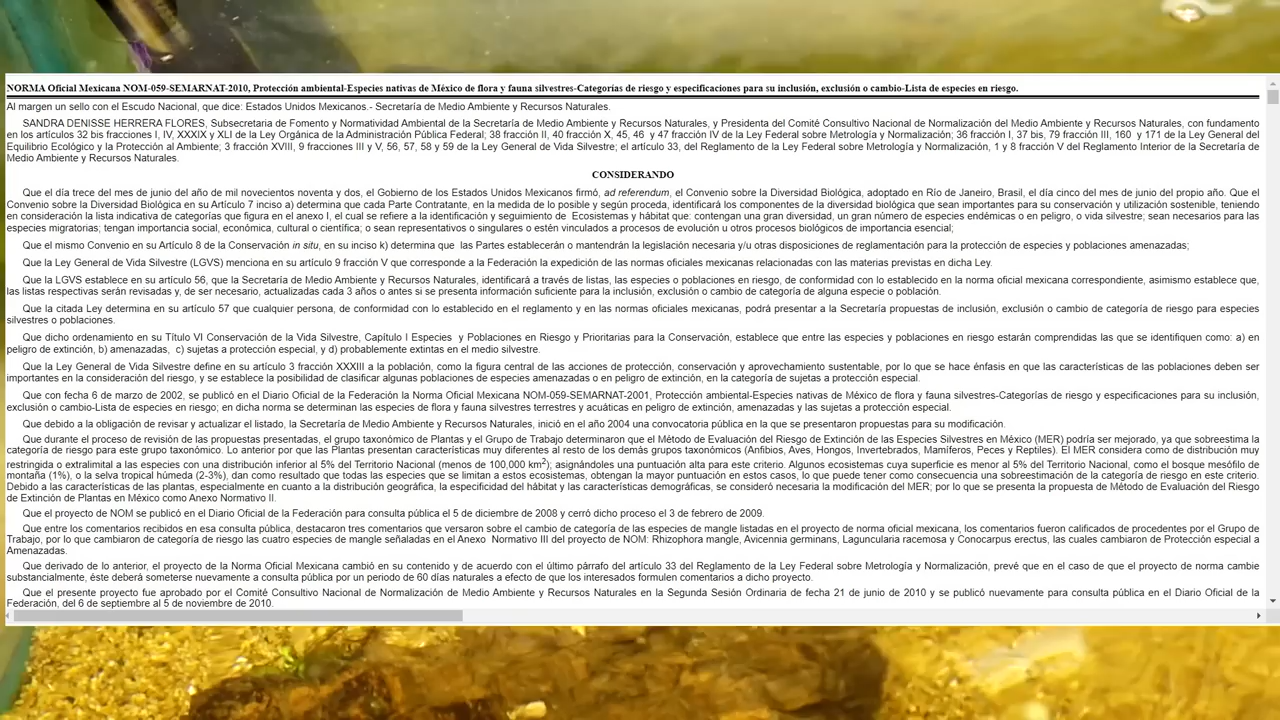 NORMA Oficial Mexicana NOM-059-SEMARNAT-2010, Protección ambiental-Especies nativas de México de flora y fauna silvestres-Categorías de riesgo y especificaciones para su inclusión, exclusión o cambio-Lista de especies en riesgo.
Al margen un sello con el Escudo Nacional, que dice: Estados Unidos Mexicanos.- Secretaría de Medio Ambiente y Recursos Naturales.
SANDRA DENISSE HERRERA FLORES, Subsecretaria de Fomento y Normatividad Ambiental de la Secretaría de Medio Ambiente y Recursos Naturales, y Presidenta del Comité Consultivo Nacional de Normalización del Medio Ambiente y Recursos Naturales, con fundamento
en los artículos 32 bis fracciones I, IV, XXXIX y XLI de la Ley Orgánica de la Administración Pública Federal; 38 fracción II, 40 fracción X, 45, 46 y 47 fracción IV de la Ley Federal sobre Metrología y Normalización; 36 fracción I, 37 bis, 79 fracción III, 160 y 171 de la Ley General del
Equilibrio Ecológico y la Protección al Ambiente; 3 fracción XVIII, 9 fracciones III y V, 56, 57, 58 y 59 de la Ley General de Vida Silvestre; el artículo 33, del Reglamento de la Ley Federal sobre Metrología y Normalización, 1 y 8 fracción V del Reglamento Interior de la Secretaría de
Medio Ambiente y Recursos Naturales.
CONSIDERANDO
Que el día trece del mes de junio del año de mil novecientos noventa y dos, el Gobierno de los Estados Unidos Mexicanos firmó, ad referendum, el Convenio sobre la Diversidad Biológica, adoptado en Río de Janeiro, Brasil, el día cinco del mes de junio del propio año. Que el
Convenio sobre la Diversidad Biológica en su Artículo 7 inciso a) determina que cada Parte Contratante, en la medida de lo posible y según proceda, identificará los componentes de la diversidad biológica que sean importantes para su conservación y utilización sostenible, teniendo
en consideración la lista indicativa de categorías que figura en el anexo I, el cual se refiere a la identificación y seguimiento de Ecosistemas y hábitat que: contengan una gran diversidad, un gran número de especies endémicas o en peligro, o vida silvestre; sean necesarios para las
especies migratorias; tengan importancia social, económica, cultural o científica; o sean representativos o singulares o estén vinculados a procesos de evolución u otros procesos biológicos de importancia esencial;
Que el mismo Convenio en su Artículo 8 de la Conservación in situ, en su inciso k) determina que las Partes establecerán o mantendrán la legislación necesaria y/u otras disposiciones de reglamentación para la protección de especies y poblaciones amenazadas;
Que la Ley General de Vida Silvestre (LGVS) menciona en su artículo 9 fracción V que corresponde a la Federación la expedición de las normas oficiales mexicanas relacionadas con las materias previstas en dicha Ley.
Que la LGVS establece en su artículo 56, que la Secretaría de Medio Ambiente y Recursos Naturales, identificará a través de listas, las especies o poblaciones en riesgo, de conformidad con lo establecido en la norma oficial mexicana correspondiente, asimismo establece que,
las listas respectivas serán revisadas y, de ser necesario, actualizadas cada 3 años o antes si se presenta información suficiente para la inclusión, exclusión o cambio de categoría de alguna especie o población.
Que la citada Ley determina en su artículo 57 que cualquier persona, de conformidad con lo establecido en el reglamento y en las normas oficiales mexicanas, podrá presentar a la Secretaría propuestas de inclusión, exclusión o cambio de categoría de riesgo para especies
silvestres o poblaciones.
Que dicho ordenamiento en su Título VI Conservación de la Vida Silvestre, Capítulo I Especies y Poblaciones en Riesgo y Prioritarias para la Conservación, establece que entre las especies y poblaciones en riesgo estarán comprendidas las que se identifiquen como: a) en
peligro de extinción, b) amenazadas, c) sujetas a protección especial, y d) probablemente extintas en el medio silvestre.
Que la Ley General de Vida Silvestre define en su artículo 3 fracción XXXIII a la población, como la figura central de las acciones de protección, conservación y aprovechamiento sustentable, por lo que se hace énfasis en que las características de las poblaciones deben ser
importantes en la consideración del riesgo, y se establece la posibilidad de clasificar algunas poblaciones de especies amenazadas o en peligro de extinción, en la categoría de sujetas a protección especial.
Que con fecha 6 de marzo de 2002, se publicó en el Diario Oficial de la Federación la Norma Oficial Mexicana NOM-059-SEMARNAT-2001, Protección ambiental-Especies nativas de México de flora y fauna silvestres-Categorías de riesgo y especificaciones para su inclusión,
exclusión o cambio-Lista de especies en riesgo; en dicha norma se determinan las especies de flora y fauna silvestres terrestres y acuáticas en peligro de extinción, amenazadas y las sujetas a protección especial.
Que debido a la obligación de revisar y actualizar el listado, la Secretaría de Medio Ambiente y Recursos Naturales, inició en el año 2004 una convocatoria pública en la que se presentaron propuestas para su modificación.
Que durante el proceso de revisión de las propuestas presentadas, el grupo taxonómico de Plantas y el Grupo de Trabajo determinaron que el Método de Evaluación del Riesgo de Extinción de las Especies Silvestres en México (MER) podría ser mejorado, ya que sobreestima la
categoría de riesgo para este grupo taxonómico. Lo anterior por que las Plantas presentan características muy diferentes al resto de los demás grupos taxonómicos (Anfibios, Aves, Hongos, Invertebrados, Mamíferos, Peces y Reptiles). El MER considera como de distribución muy
restringida o extralimital a las especies con una distribución inferior al 5% del Territorio Nacional (menos de 100,000 km2); asignándoles una puntuación alta para este criterio. Algunos ecosistemas cuya superficie es menor al 5% del Territorio Nacional, como el bosque mesófilo de
montaña (1%), o la selva tropical húmeda (2-3%), dan como resultado que todas las especies que se limitan a estos ecosistemas, obtengan la mayor puntuación en estos casos, lo que puede tener como consecuencia una sobreestimación de la categoría de riesgo en este criterio.
Debido a las características de las plantas, especialmente en cuanto a la distribución geográfica, la especificidad del hábitat y las características demográficas, se consideró necesaria la modificación del MER; por lo que se presenta la propuesta de Método de Evaluación del Riesgo
de Extinción de Plantas en México como Anexo Normativo II.
Que el proyecto de NOM se publicó en el Diario Oficial de la Federación para consulta pública el 5 de diciembre de 2008 y cerró dicho proceso el 3 de febrero de 2009.
Que entre los comentarios recibidos en esa consulta pública, destacaron tres comentarios que versaron sobre el cambio de categoría de las especies de mangle listadas en el proyecto de norma oficial mexicana, los comentarios fueron calificados de procedentes por el Grupo de
Trabajo, por lo que cambiaron de categoría de riesgo las cuatro especies de mangle señaladas en el Anexo Normativo III del proyecto de NOM: Rhizophora mangle, Avicennia germinans, Laguncularia racemosa y Conocarpus erectus, las cuales cambiaron de Protección especial a
Amenazadas.
Que derivado de lo anterior, el proyecto de la Norma Oficial Mexicana cambió en su contenido y de acuerdo con el último párrafo del artículo 33 del Reglamento de la Ley Federal sobre Metrología y Normalización, prevé que en el caso de que el proyecto de norma cambie
substancialmente, éste deberá someterse nuevamente a consulta pública por un periodo de 60 días naturales a efecto de que los interesados formulen comentarios a dicho proyecto.
Que el presente proyecto fue aprobado por el Comité Consultivo Nacional de Normalización de Medio Ambiente y Recursos Naturales en la Segunda Sesión Ordinaria de fecha 21 de junio de 2010 y se publicó nuevamente para consulta pública en el Diario Oficial de la
Federación, del 6 de septiembre al 5 de noviembre de 2010.